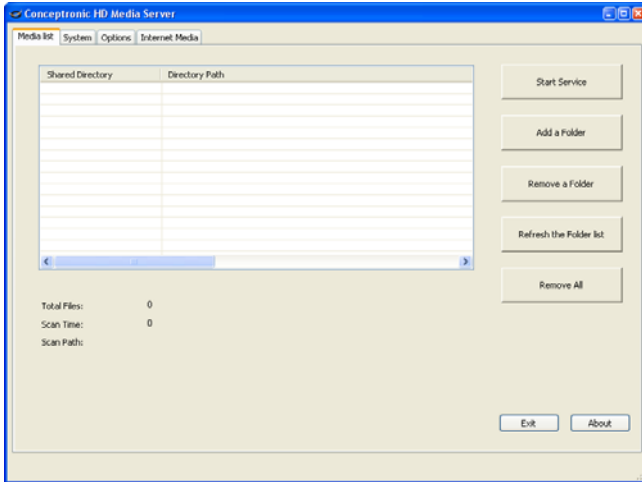 Conceptronic HD Media Server
Media list System Options Internet Media
Shared Directory Directory Path
Start Service
Add a Folder
Remove a Folder
Refresh the Folder list
Remove All
Total Files: 0
Scan Time: 0
Scan Path:
Exit About